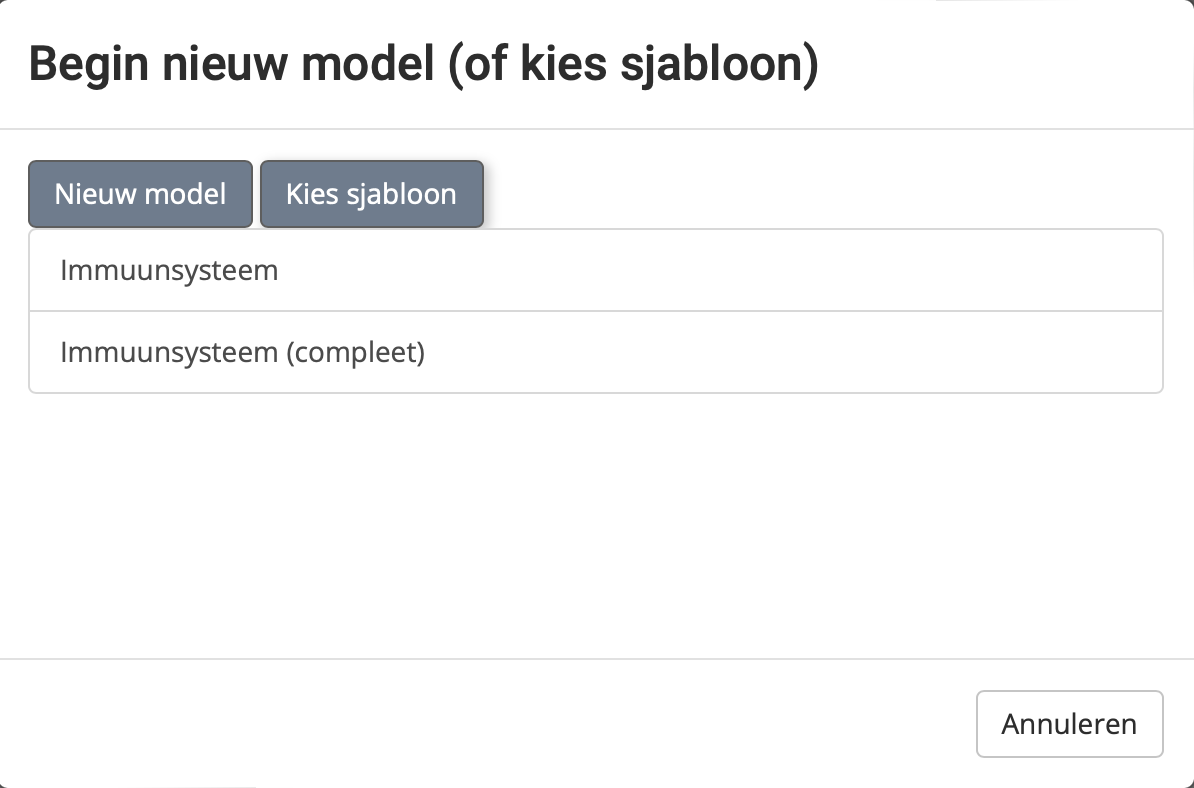 Begin nieuw model (of kies sjabloon)
Nieuw model Kies sjabloon
Immuunsysteem
Immuunsysteem (compleet)
Annuleren